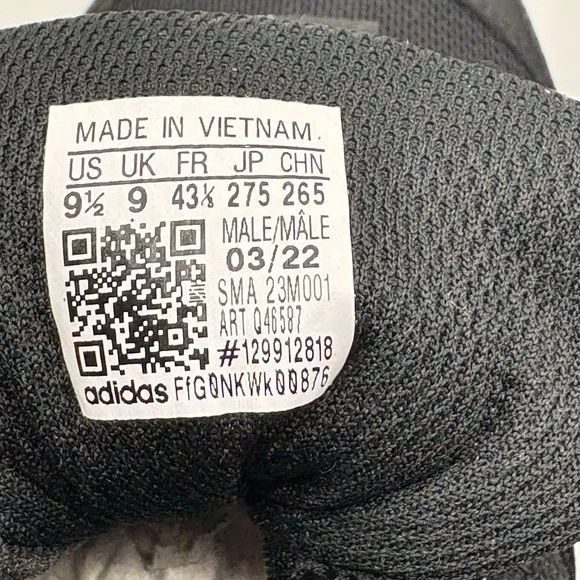 MADE IN VIETNAM.
US UK FR JP CHN
9½ 9 43⅓ 275 265
MALE/MÂLE
03/22
SMA 23M001
ART Q46587
#129912818
adidas FfG0NKWk00876